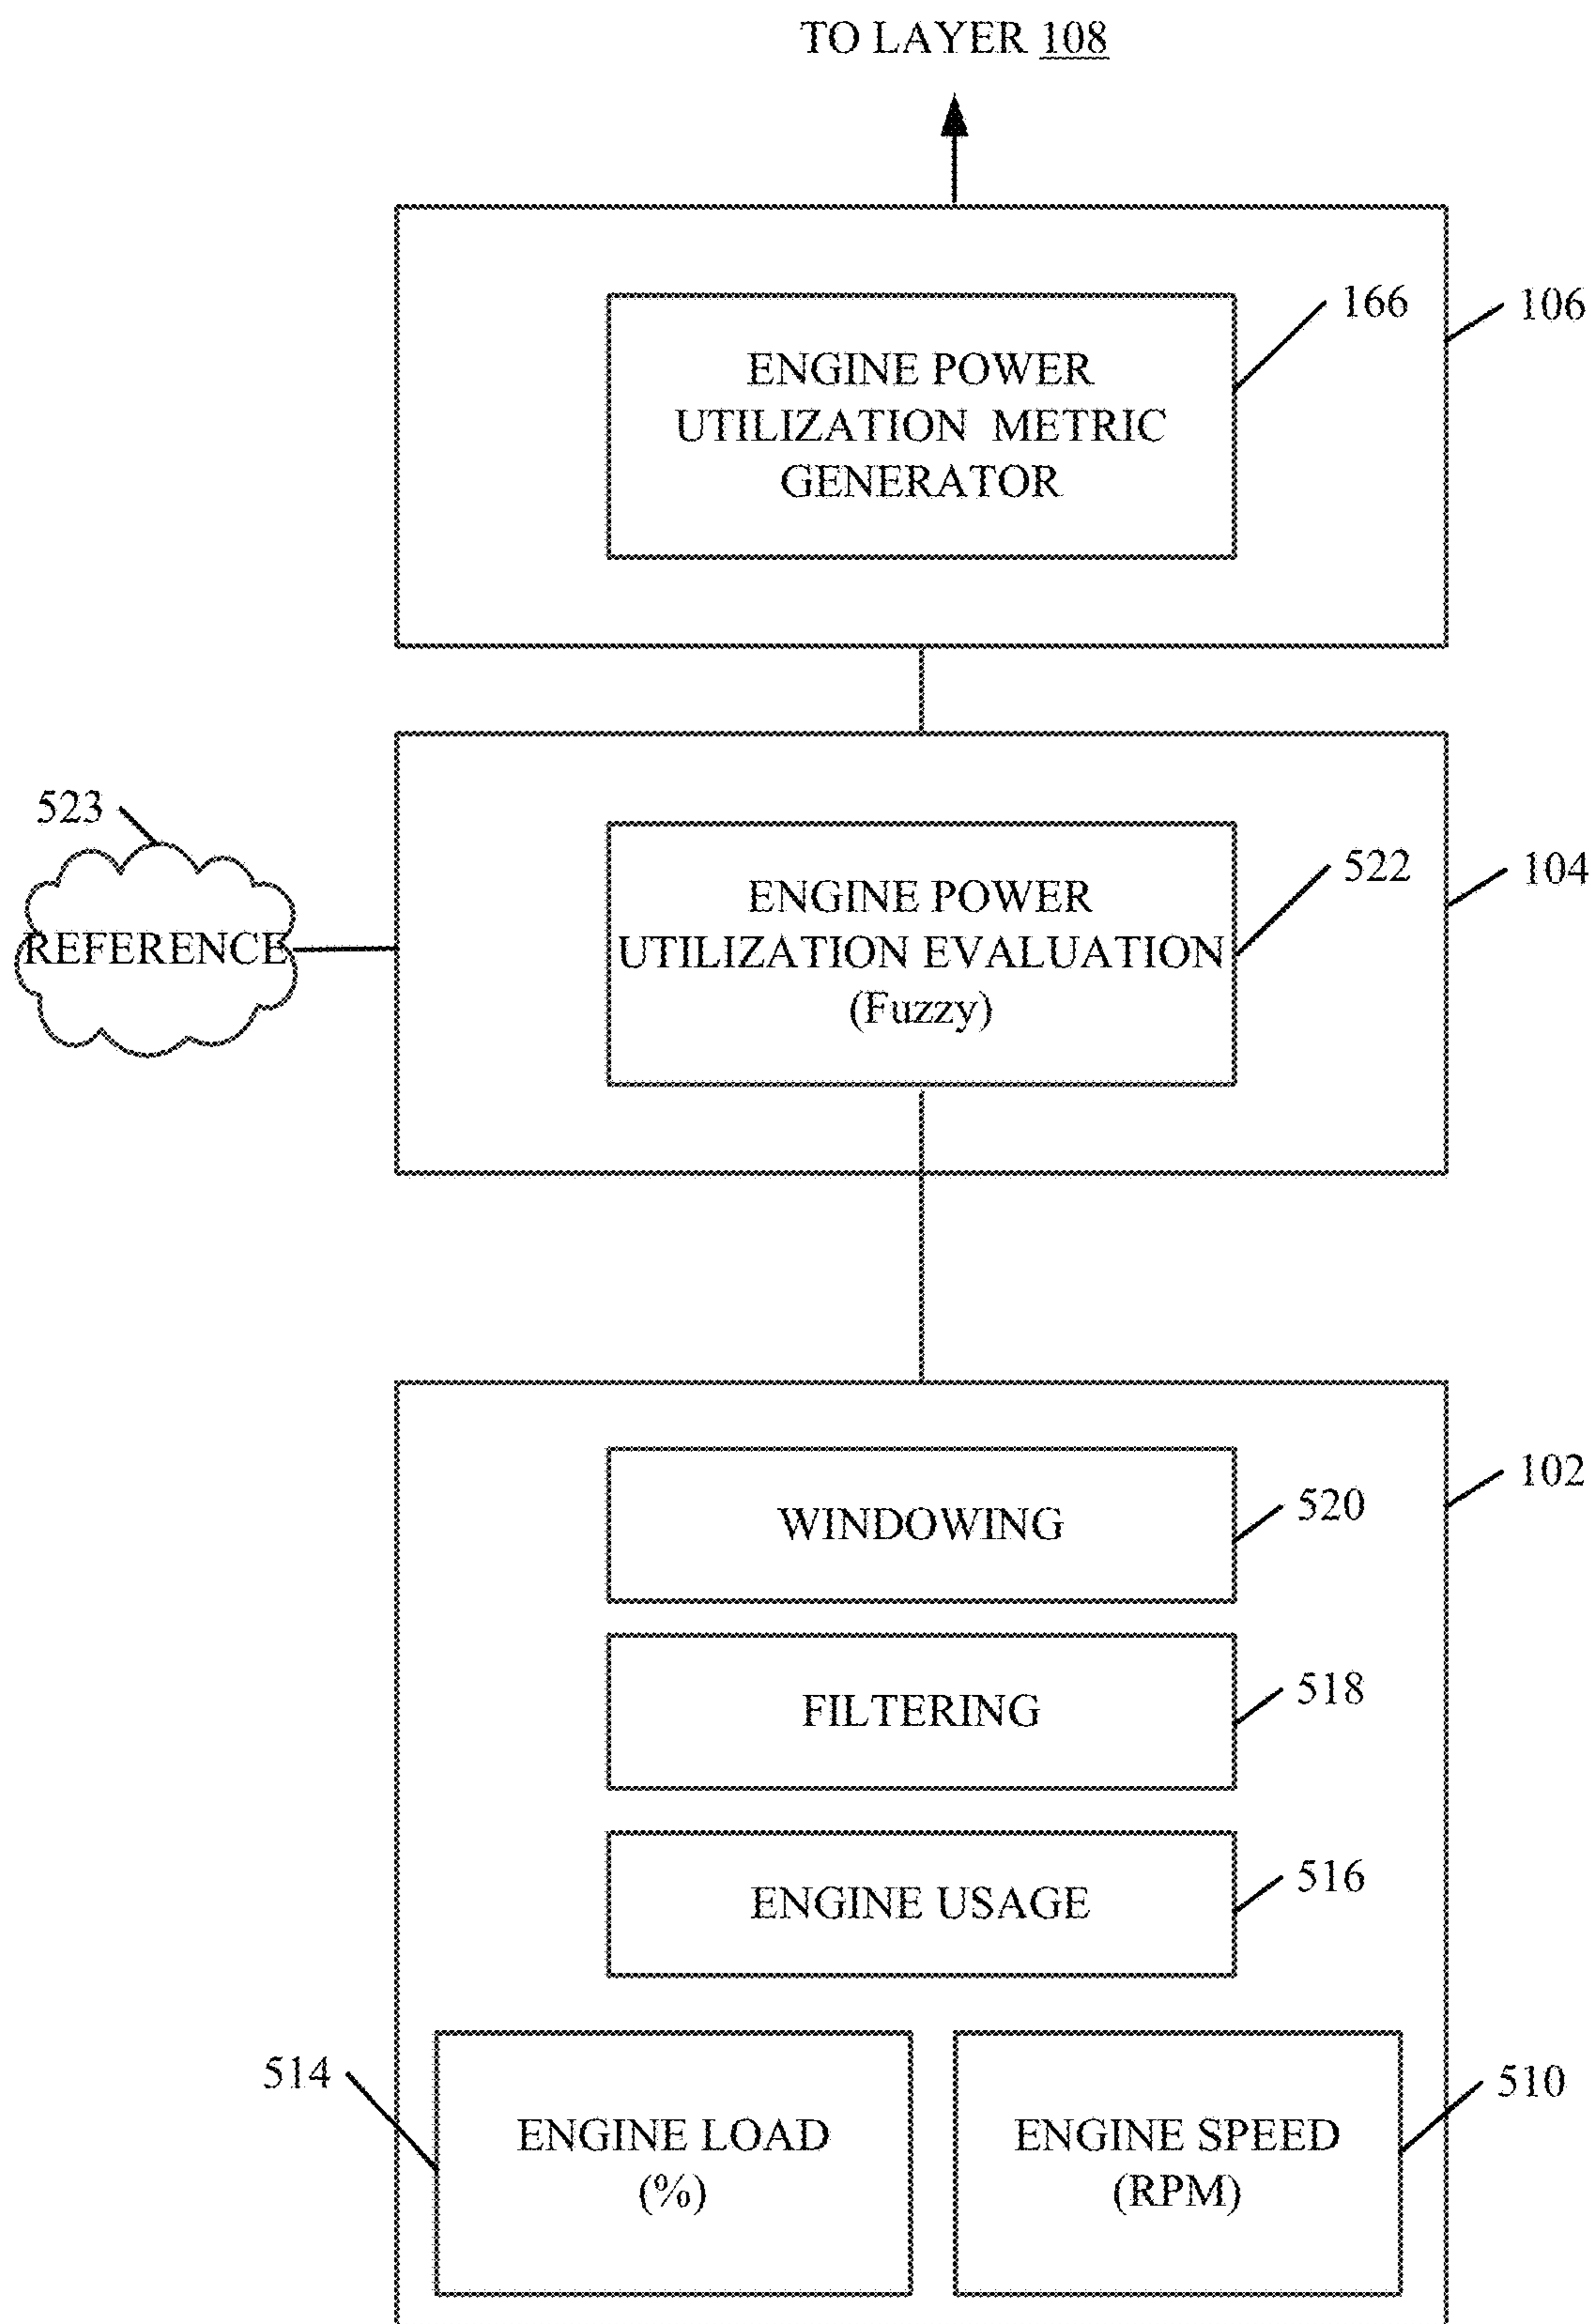 TO LAYER 108
166
106
ENGINE POWER
UTILIZATION METRIC
GENERATOR
523
522
104
REFERENCE
ENGINE POWER
UTILIZATION EVALUATION
(Fuzzy)
102
WINDOWING
520
FILTERING
518
ENGINE USAGE
516
514
510
ENGINE LOAD
(%)
ENGINE SPEED
(RPM)